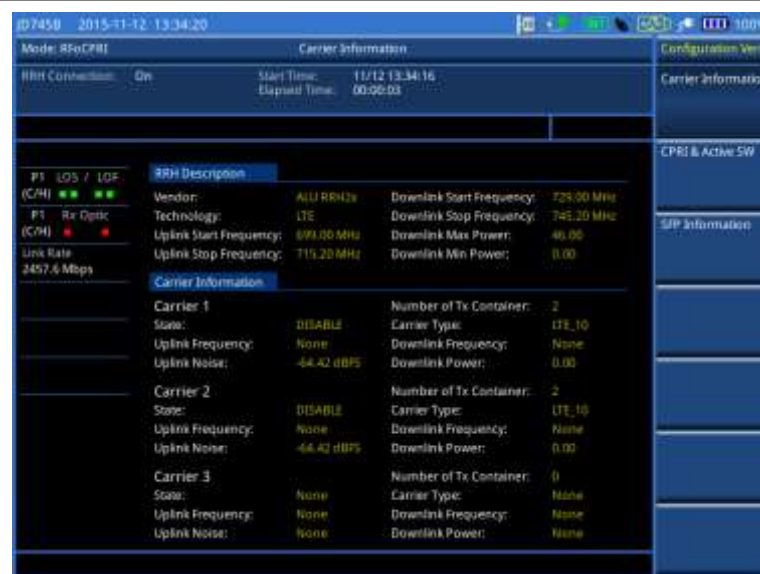 JD745B 2015-11-12 13:34:20
INT
100%
Mode: RFoCPRI
Carrier Information
RRH Connection: On
Start Time: 11/12 13:34:16
Elapsed Time: 00:00:03
P1 LOS / LOF
(C/H)
P1 Rx Optic
(C/H)
Link Rate
2457.6 Mbps
RRH Description
Vendor: ALU RRH2x Downlink Start Frequency: 729.00 MHz
Technology: LTE Downlink Stop Frequency: 745.20 MHz
Uplink Start Frequency: 699.00 MHz Downlink Max Power: 46.00
Uplink Stop Frequency: 715.20 MHz Downlink Min Power: 0.00
Carrier Information
Carrier 1 Number of Tx Container: 2
State: DISABLE Carrier Type: LTE_10
Uplink Frequency: None Downlink Frequency: None
Uplink Noise: -64.42 dBFS Downlink Power: 0.00
Carrier 2 Number of Tx Container: 2
State: DISABLE Carrier Type: LTE_10
Uplink Frequency: None Downlink Frequency: None
Uplink Noise: -64.42 dBFS Downlink Power: 0.00
Carrier 3 Number of Tx Container: 0
State: None Carrier Type: None
Uplink Frequency: None Downlink Frequency: None
Uplink Noise: None Downlink Power: None
Configuration Ver
Carrier Informatio
CPRI & Active SW
SFP Information